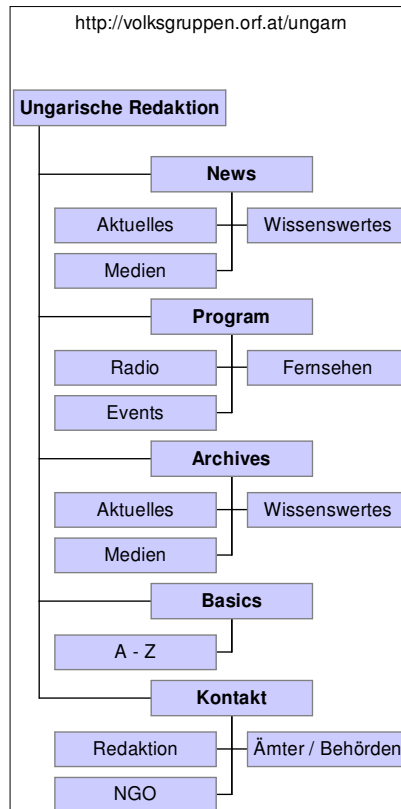 http://volksgruppen.orf.at/ungarn
Ungarische Redaktion
News
Aktuelles
Wissenswertes
Medien
Program
Radio
Fernsehen
Events
Archives
Aktuelles
Wissenswertes
Medien
Basics
A - Z
Kontakt
Redaktion
Ämter / Behörden
NGO